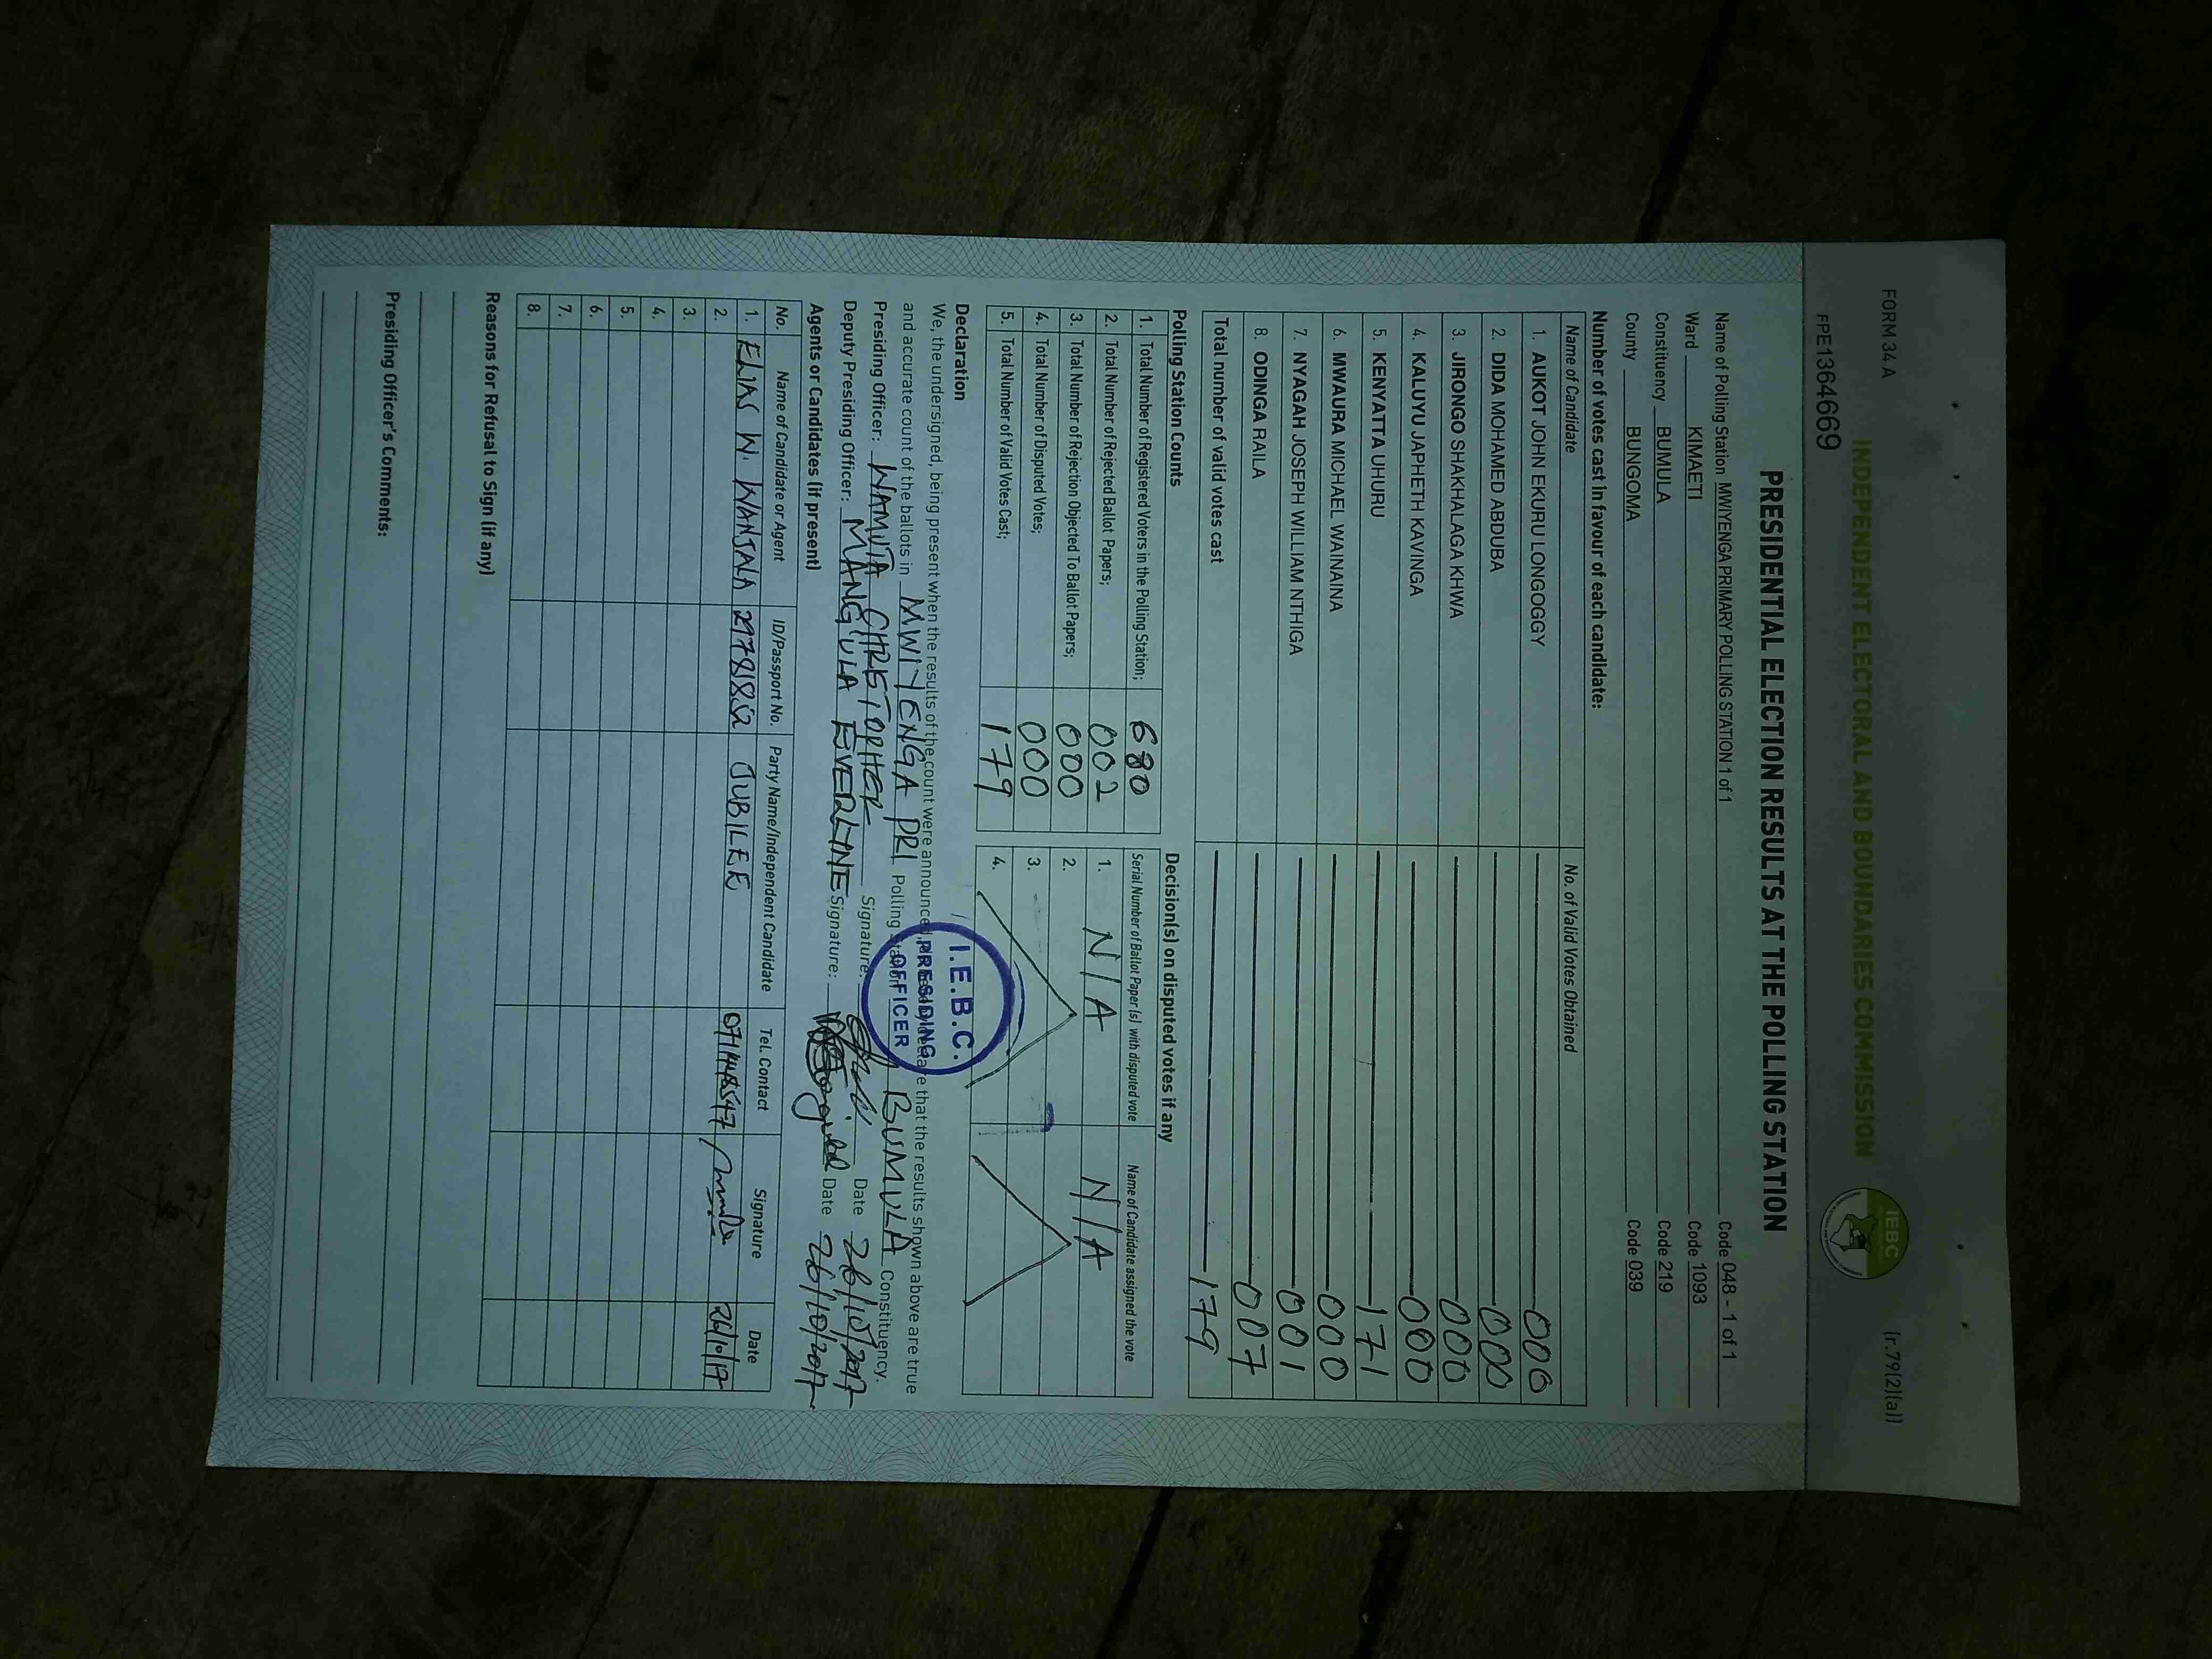 FORM 34 A
(r.79(2)(a))
INDEPENDENT ELECTORAL AND BOUNDARIES COMMISSION
IEBC
FPE1364669
PRESIDENTIAL ELECTION RESULTS AT THE POLLING STATION
Name of Polling Station MWIYENGA PRIMARY POLLING STATION 1 of 1 Code 048 - 1 of 1
Ward KIMAETI Code 1093
Constituency BUMULA Code 219
County BUNGOMA Code 039
Number of votes cast in favour of each candidate:
Name of Candidate No. of Valid Votes Obtained
1. AUKOT JOHN EKURU LONGOGGY 000
2. DIDA MOHAMED ABDUBA 000
3. JIRONGO SHAKHALAGA KHWA 000
4. KALUYU JAPHETH KAVINGA 000
5. KENYATTA UHURU 171
6. MWAURA MICHAEL WAINAINA 000
7. NYAGAH JOSEPH WILLIAM NTHIGA 001
8. ODINGA RAILA 007
Total number of valid votes cast 179
Polling Station Counts
1. Total Number of Registered Voters in the Polling Station; 680
2. Total Number of Rejected Ballot Papers; 002
3. Total Number of Rejection Objected To Ballot Papers; 000
4. Total Number of Disputed Votes; 000
5. Total Number of Valid Votes Cast; 179
Decision(s) on disputed votes if any
Serial Number of Ballot Paper(s) with disputed vote Name of Candidate assigned the vote
1. N/A N/A
2.
3.
4.
Declaration
We, the undersigned, being present when the results of the count were announced, that the results shown above are true
and accurate count of the ballots in MWIYENGA PRI Polling Station BUMULA Constituency.
Presiding Officer: WAMUTA CHRISTOPHER Signature: Date 26/10/2017
Deputy Presiding Officer: MANG'ULA EVERLINE Signature: Date 26/10/2017
I.E.B.C.
PRESIDING
OFFICER
Agents or Candidates (if present)
No. Name of Candidate or Agent ID/Passport No. Party Name/Independent Candidate Tel. Contact Signature Date
1. ELIAS W. WANJALA JUBILEE 26/10/17
2.
3.
4.
5.
6.
7.
8.
Reasons for Refusal to Sign (if any)
Presiding Officer's Comments: